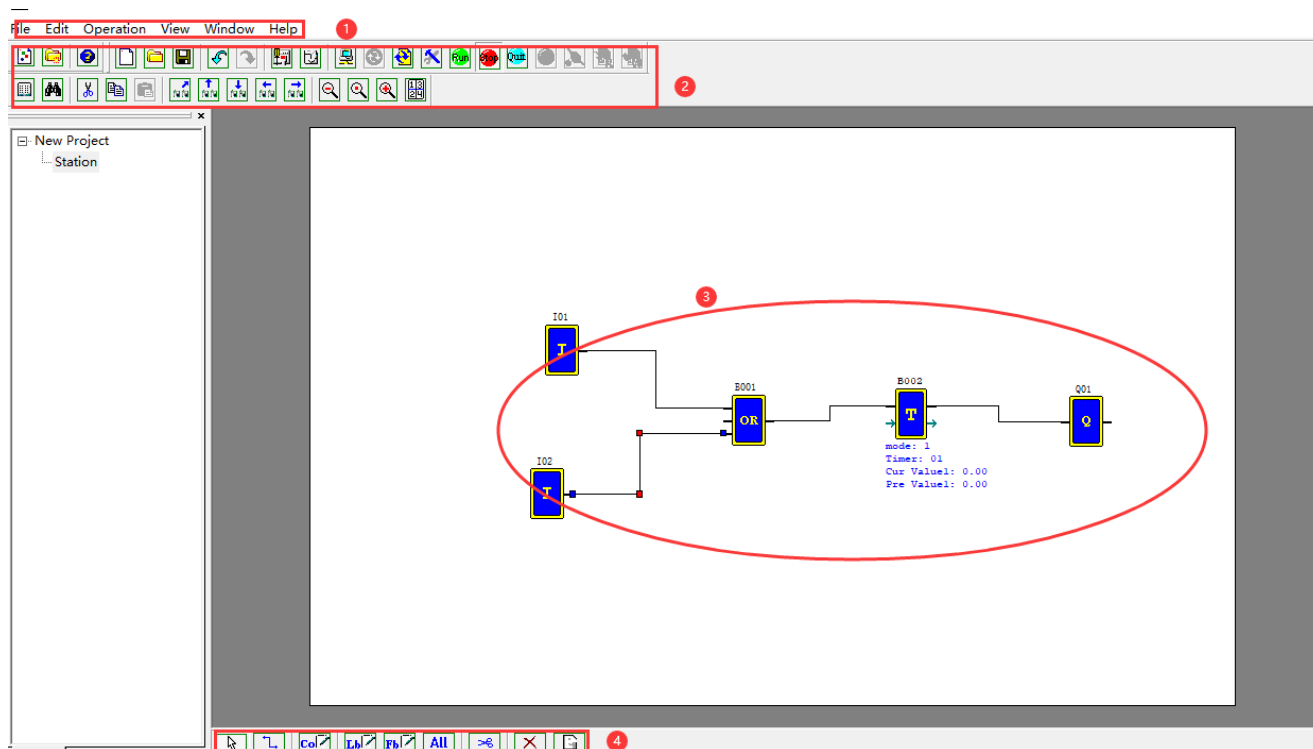 File Edit Operation View Window Help
1
Run Stop Quit
2
New Project
Station
3
I01
I
B001
OR
B002
T
mode: 1
Timer: 01
Cur Value1: 0.00
Pre Value1: 0.00
Q01
Q
I02
I
Co Lb Fb All
4